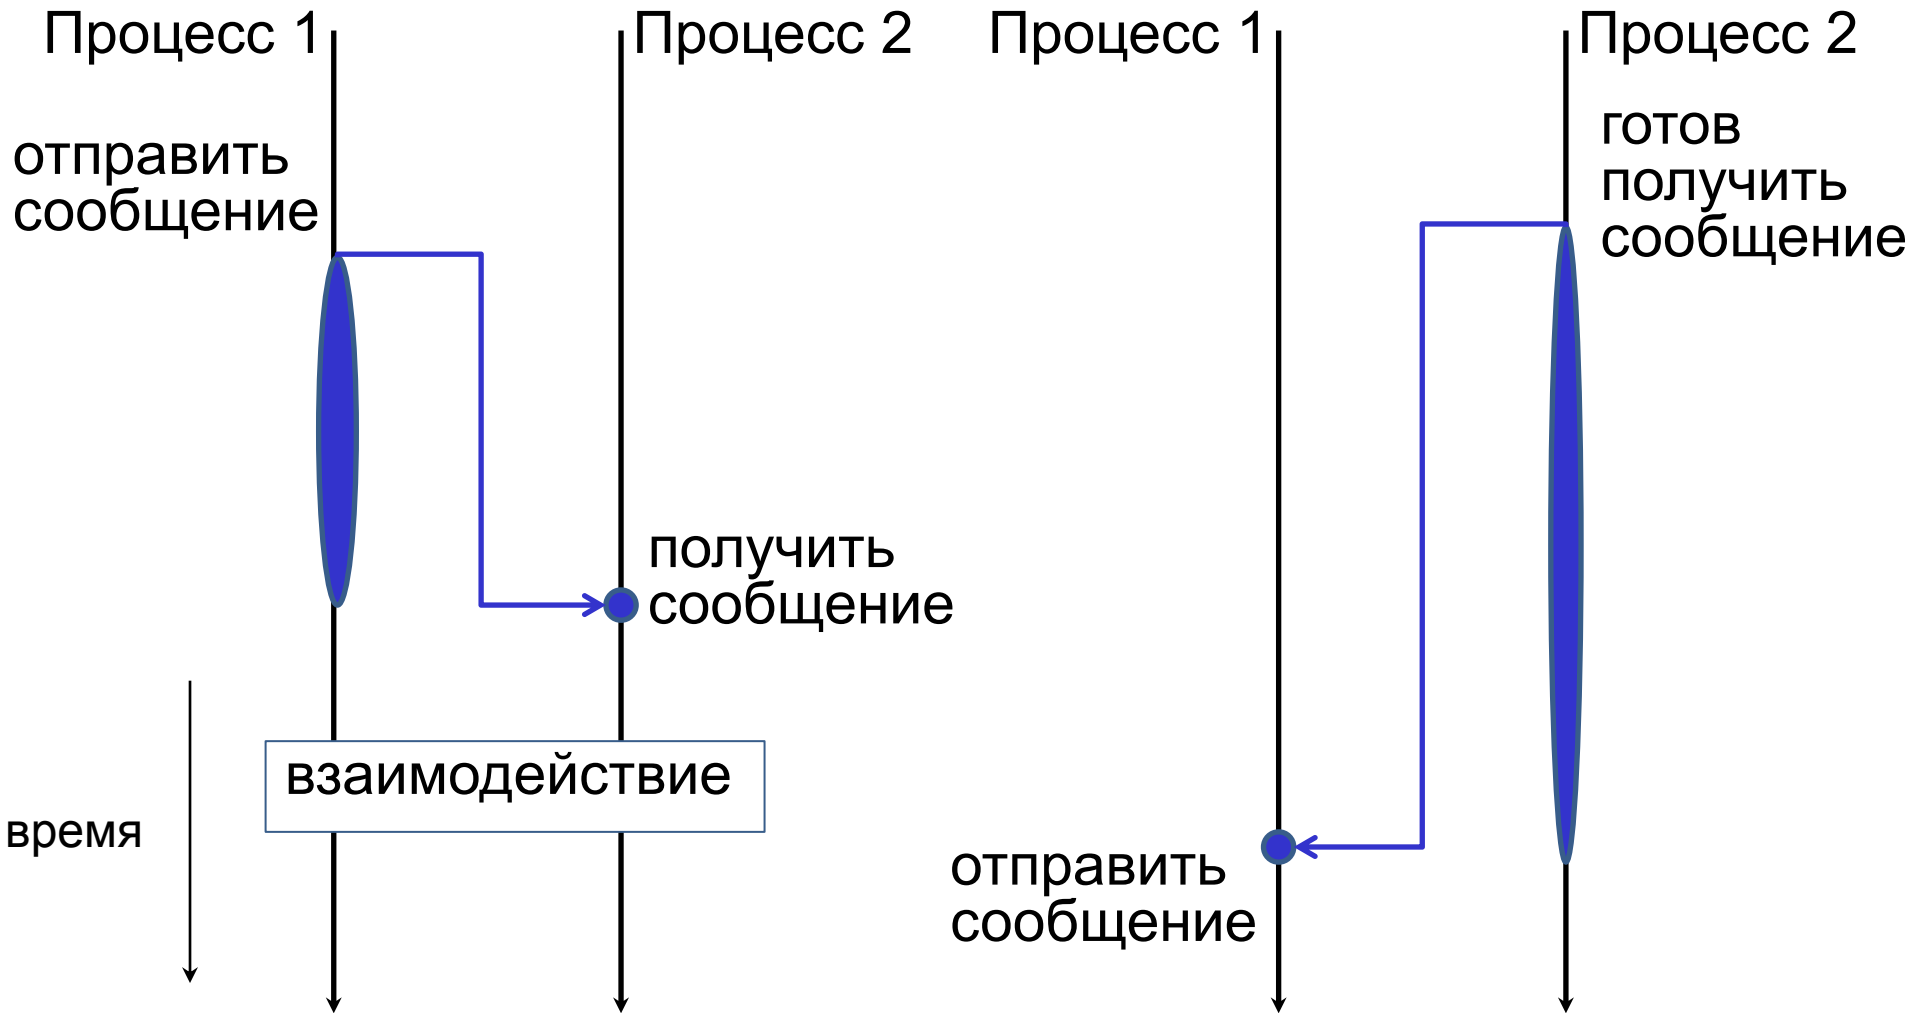 Процесс 1
Процесс 2
отправить
сообщение
получить
сообщение
взаимодействие
время
Процесс 1
Процесс 2
готов
получить
сообщение
отправить
сообщение